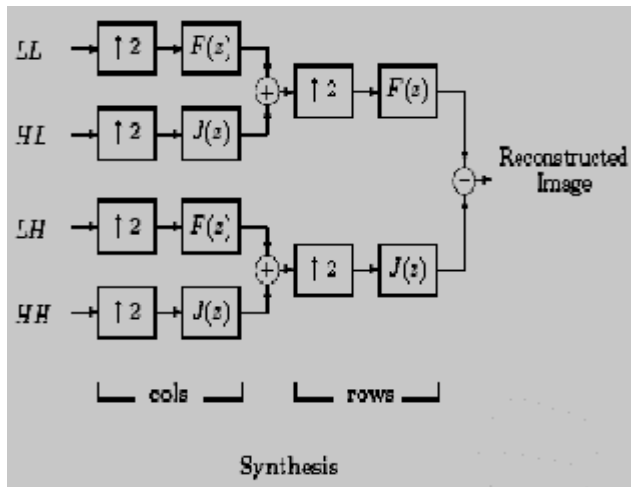 LL ↑ 2 F(z)
+ ↑ 2 F(z)
HL ↑ 2 J(z)
− Reconstructed
Image
LH ↑ 2 F(z)
+ ↑ 2 J(z)
HH ↑ 2 J(z)
cols rows
Synthesis